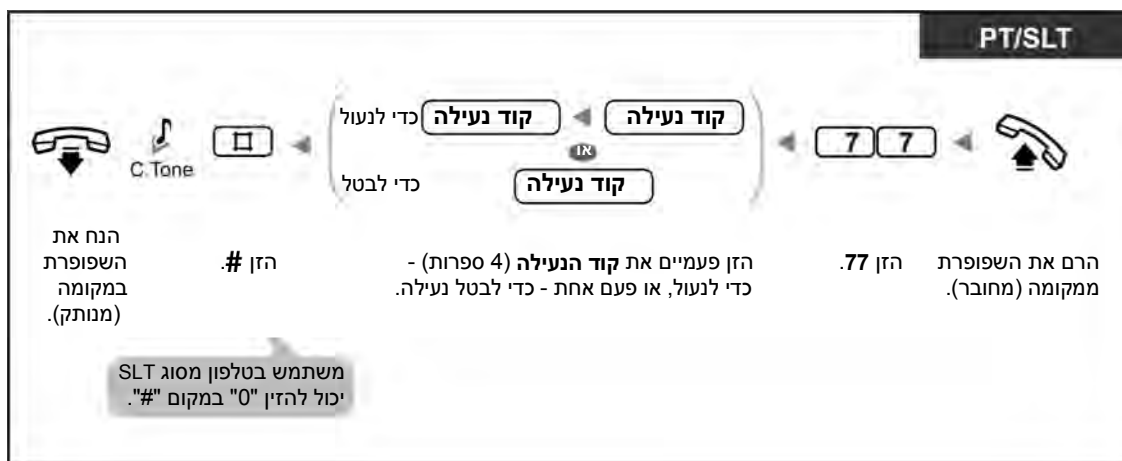 PT/SLT
7 7
קוד נעילה קוד נעילה כדי לנעול
או
קוד נעילה כדי לבטל
C.Tone
הרם את השפופרת
ממקומה (מחובר).
הזן 77.
הזן פעמיים את קוד הנעילה (4 ספרות) -
כדי לנעול, או פעם אחת - כדי לבטל נעילה.
הזן #.
הנח את
השפופרת
במקומה
(מנותק).
משתמש בטלפון מסוג SLT
יכול להזין "0" במקום "#".